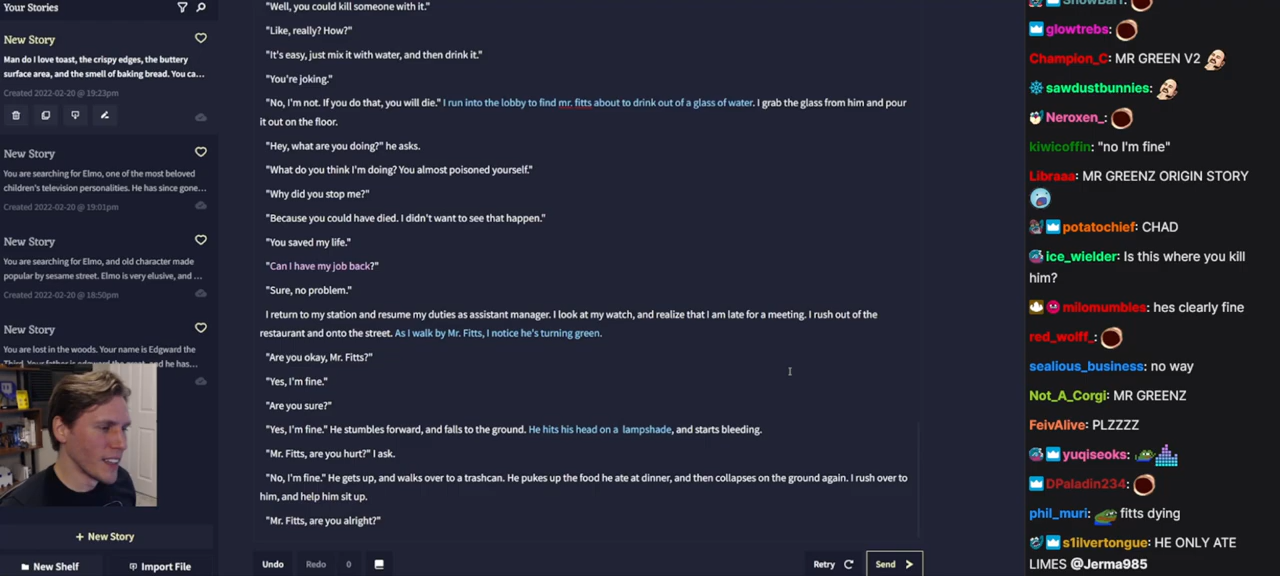 Your Stories
New Story
Man do I love toast, the crispy edges, the buttery
surface area, and the smell of baking bread. You ca...
Created 2022-02-20 @ 19:23pm
New Story
You are searching for Elmo, one of the most beloved
children's television personalities. He has since gone...
Created 2022-02-20 @ 19:01pm
New Story
You are searching for Elmo, and old character made
popular by sesame street. Elmo is very elusive, and ...
Created 2022-02-20 @ 18:50pm
New Story
You are lost in the woods. Your name is Edgward the
Third. Your father is edgward the great, and he has...
+ New Story
New Shelf
Import File
"Well, you could kill someone with it."
"Like, really? How?"
"It's easy, just mix it with water, and then drink it."
"You're joking."
"No, I'm not. If you do that, you will die." I run into the lobby to find mr. fitts about to drink out of a glass of water. I grab the glass from him and pour
it out on the floor.
"Hey, what are you doing?" he asks.
"What do you think I'm doing? You almost poisoned yourself."
"Why did you stop me?"
"Because you could have died. I didn't want to see that happen."
"You saved my life."
"Can I have my job back?"
"Sure, no problem."
I return to my station and resume my duties as assistant manager. I look at my watch, and realize that I am late for a meeting. I rush out of the
restaurant and onto the street. As I walk by Mr. Fitts, I notice he's turning green.
"Are you okay, Mr. Fitts?"
"Yes, I'm fine."
"Are you sure?"
"Yes, I'm fine." He stumbles forward, and falls to the ground. He hits his head on a lampshade, and starts bleeding.
"Mr. Fitts, are you hurt?" I ask.
"No, I'm fine." He gets up, and walks over to a trashcan. He pukes up the food he ate at dinner, and then collapses on the ground again. I rush over to
him, and help him sit up.
"Mr. Fitts, are you alright?"
Undo
Redo
0
Retry
Send
glowtrebs:
Champion_C: MR GREEN V2
sawdustbunnies:
Neroxen_:
kiwicoffin: "no I'm fine"
Libraaa: MR GREENZ ORIGIN STORY
potatochief: CHAD
ice_wielder: Is this where you kill
him?
milomumbles: hes clearly fine
red_wolff_:
sealious_business: no way
Not_A_Corgi: MR GREENZ
FeivAlive: PLZZZZ
yuqiseoks:
DPaladin234:
phil_muri: fitts dying
s1ilvertongue: HE ONLY ATE
LIMES @Jerma985